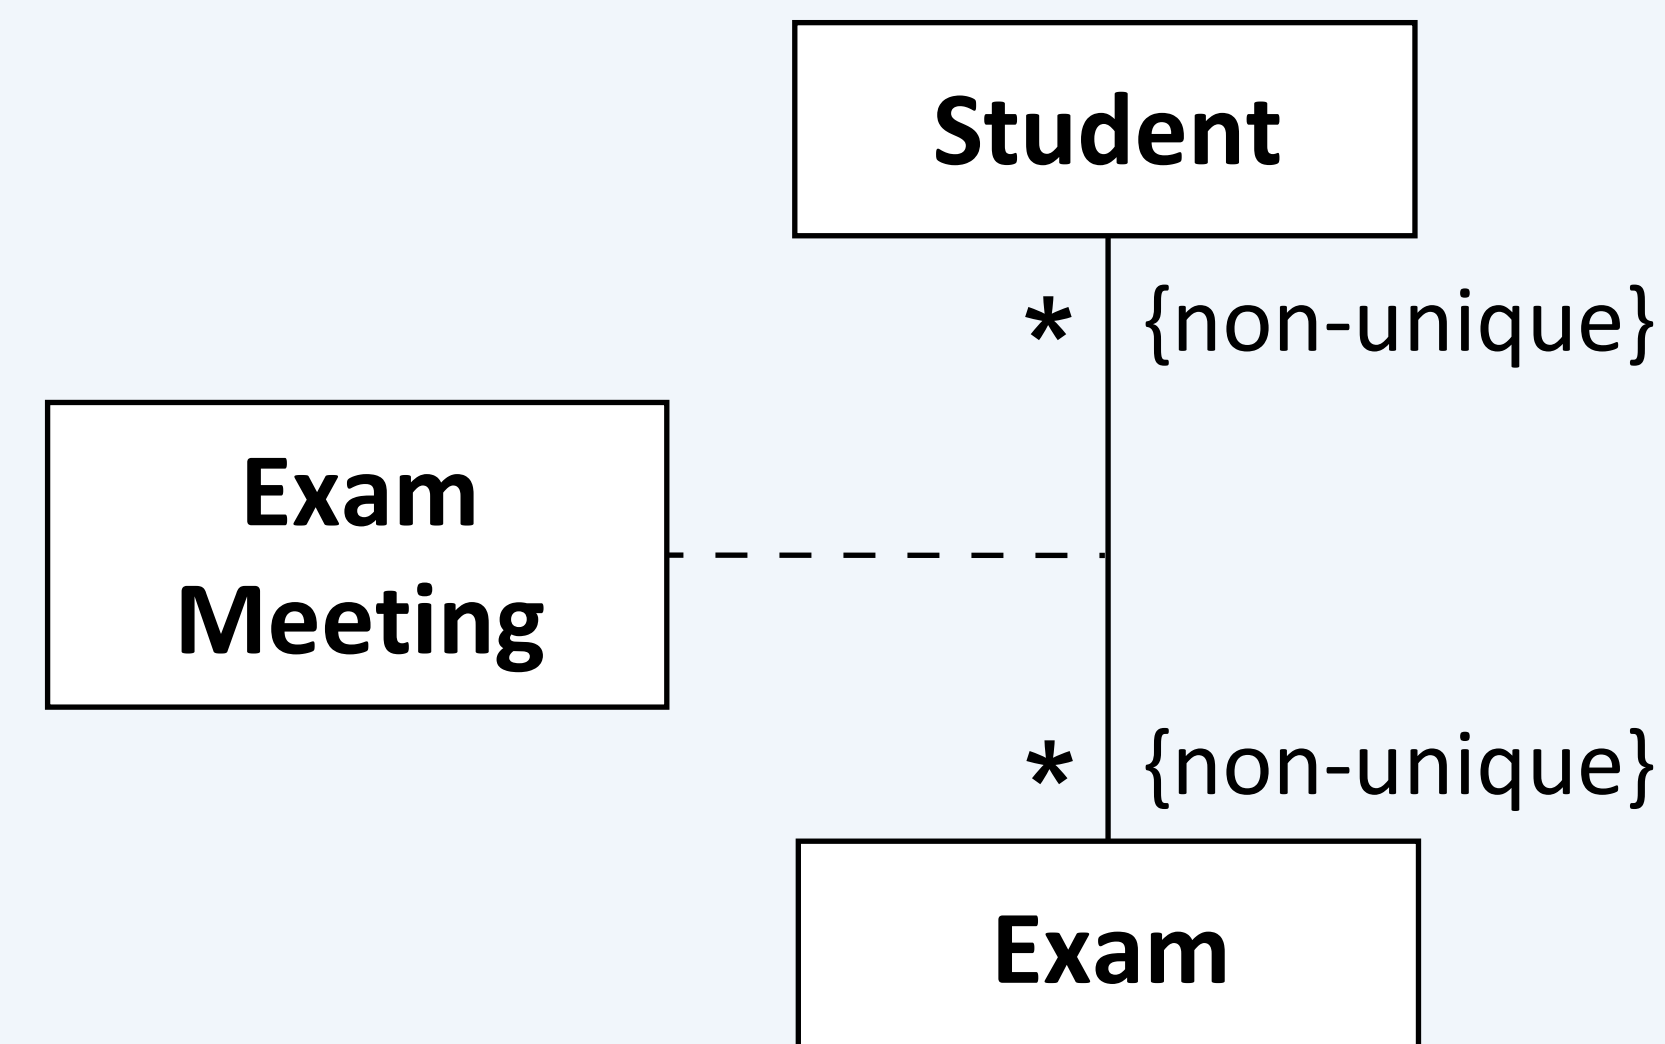 Student
* {non-unique}
Exam
Meeting
* {non-unique}
Exam